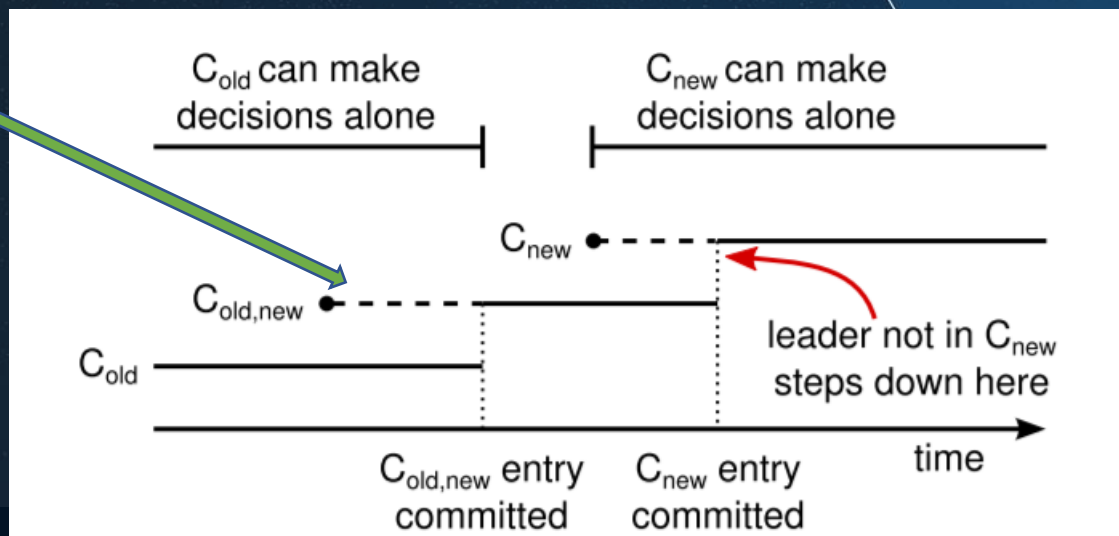 C_old can make
decisions alone
C_new can make
decisions alone
C_new
C_old,new
C_old
leader not in C_new
steps down here
time
C_old,new entry
committed
C_new entry
committed